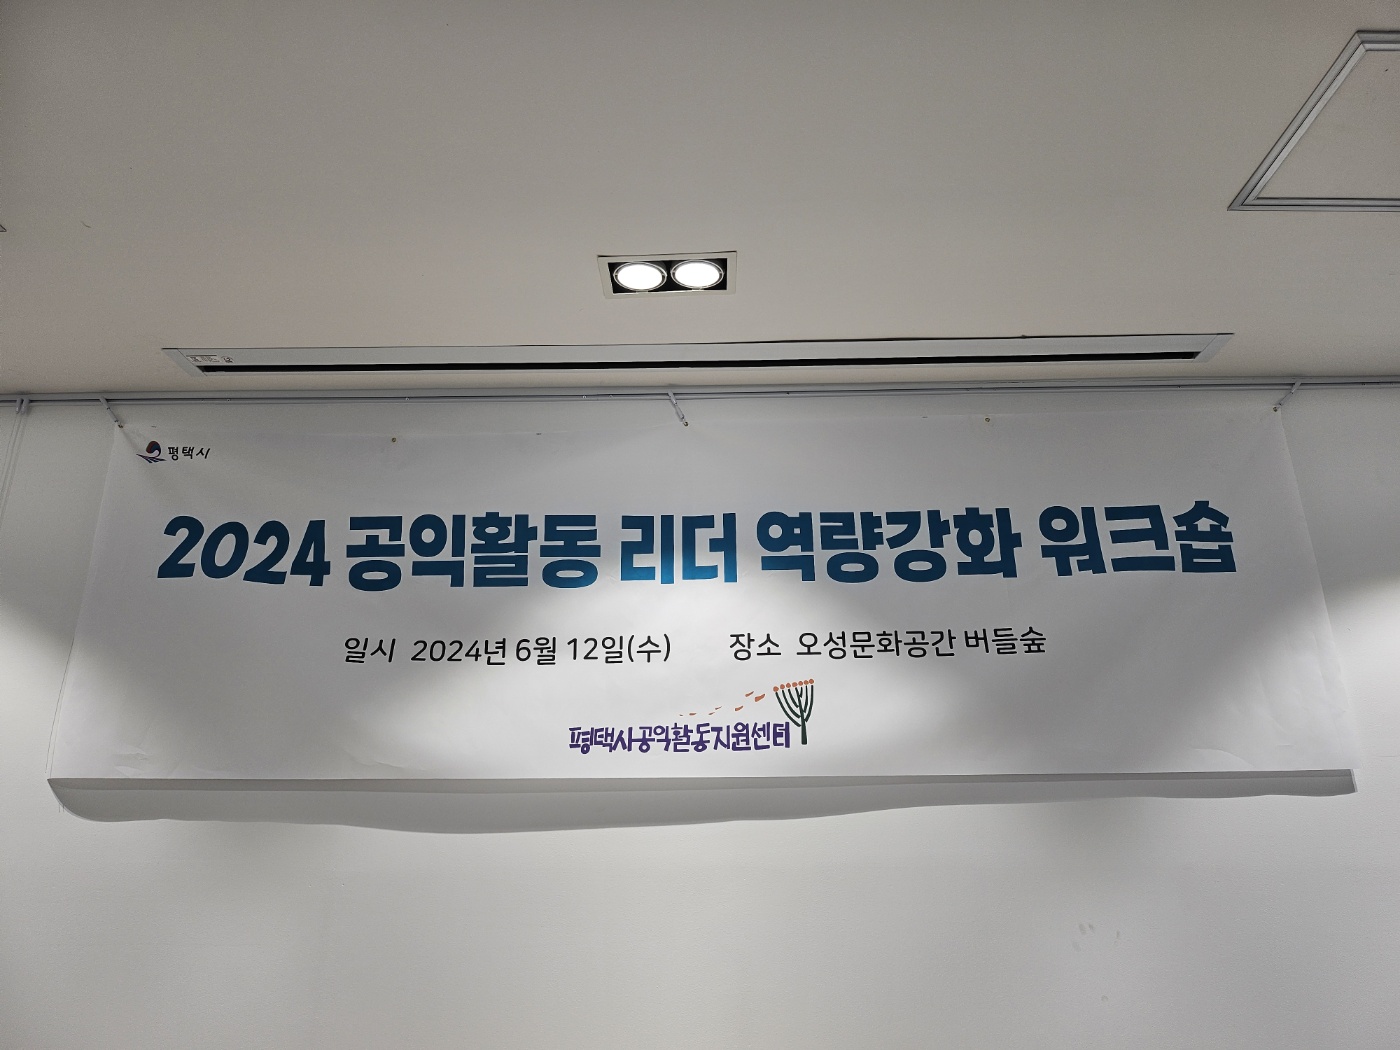 평택시
2024 공익활동 리더 역량강화 워크숍
일시 2024년 6월 12일(수) 장소 오성문화공간 버들숲
평택시공익활동지원센터